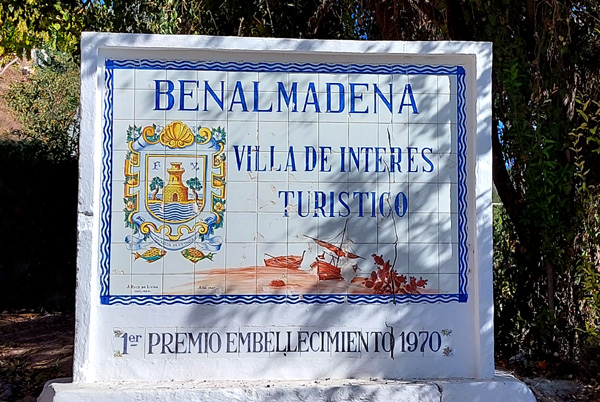 BENALMADENA
VILLA DE INTERES
TURISTICO
1er PREMIO EMBELLECIMIENTO 1970